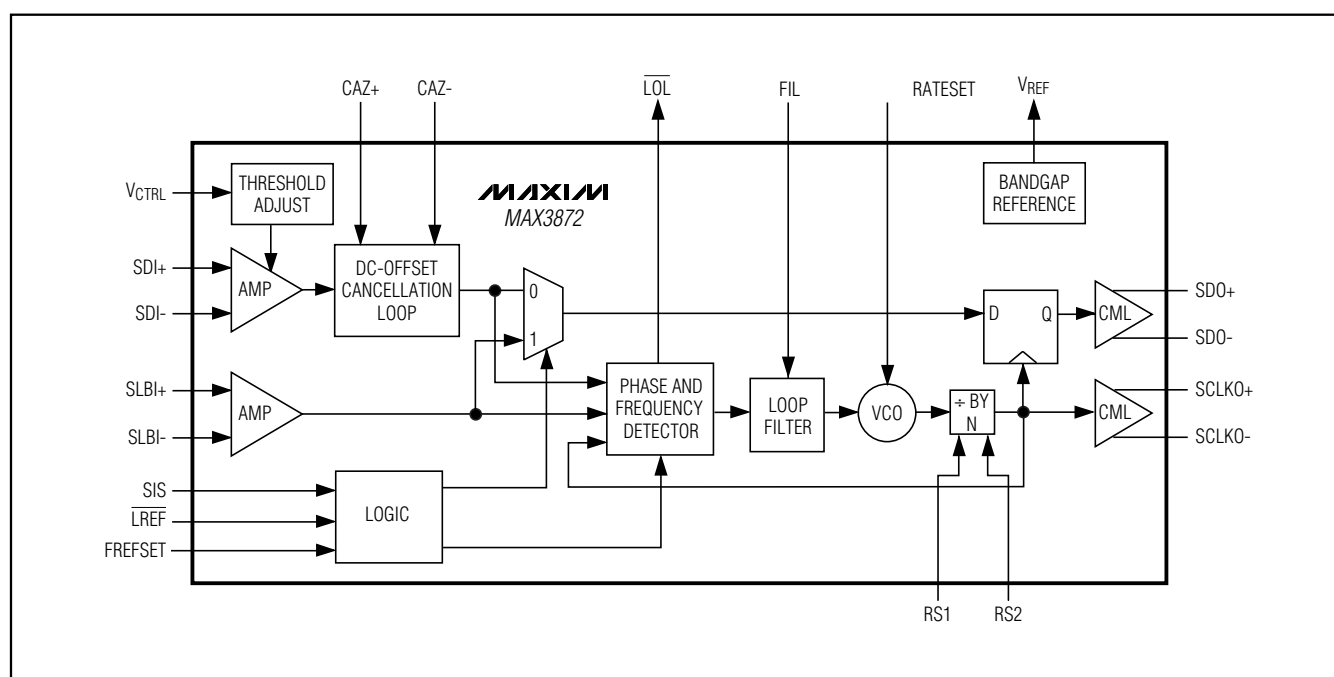 CAZ+
CAZ-
L̅O̅L̅
FIL
RATESET
VREF
VCTRL
THRESHOLD
ADJUST
MAXIM
MAX3872
BANDGAP
REFERENCE
SDI+
SDI-
AMP
DC-OFFSET
CANCELLATION
LOOP
0
1
D
Q
CML
SDO+
SDO-
SLBI+
SLBI-
AMP
PHASE AND
FREQUENCY
DETECTOR
LOOP
FILTER
VCO
÷ BY
N
CML
SCLKO+
SCLKO-
SIS
L̅R̅E̅F̅
FREFSET
LOGIC
RS1
RS2